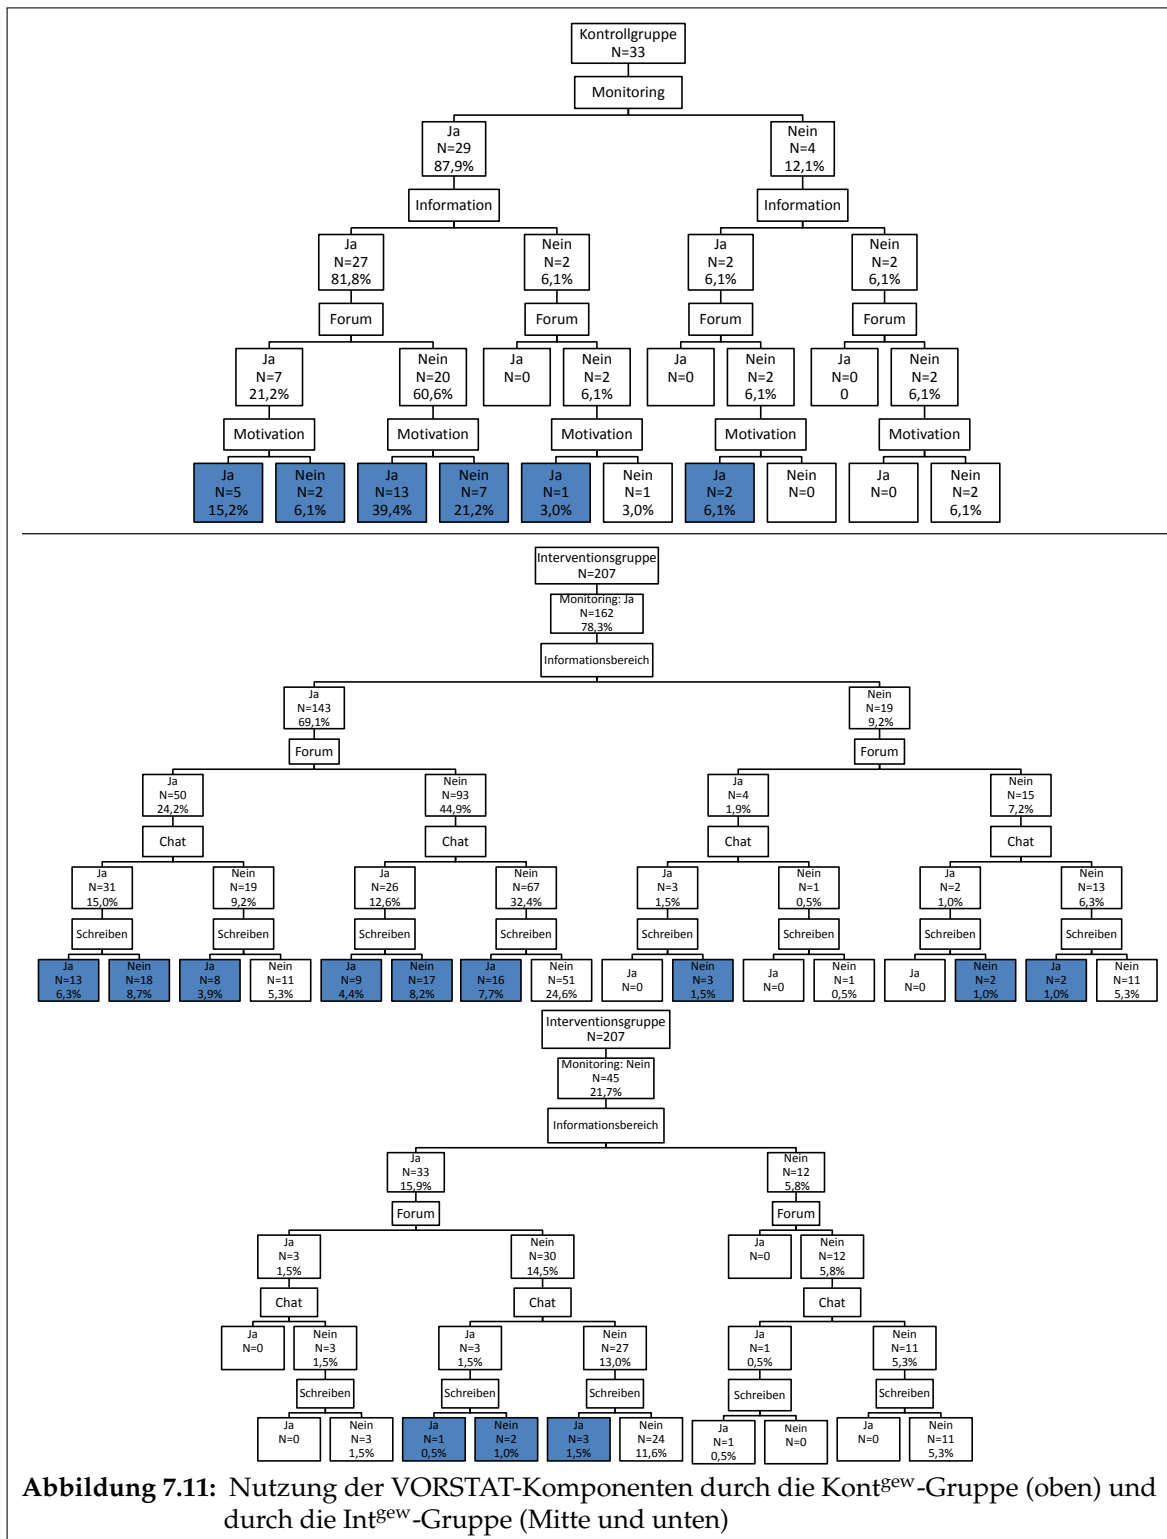 Kontrollgruppe
N=33
Monitoring
Ja
N=29
87,9%
Nein
N=4
12,1%
Information
Information
Ja
N=27
81,8%
Nein
N=2
6,1%
Ja
N=2
6,1%
Nein
N=2
6,1%
Forum
Forum
Forum
Forum
Ja
N=7
21,2%
Nein
N=20
60,6%
Ja
N=0
Nein
N=2
6,1%
Ja
N=0
Nein
N=2
6,1%
Ja
N=0
0
Nein
N=2
6,1%
Motivation
Motivation
Motivation
Motivation
Motivation
Ja
N=5
15,2%
Nein
N=2
6,1%
Ja
N=13
39,4%
Nein
N=7
21,2%
Ja
N=1
3,0%
Nein
N=1
3,0%
Ja
N=2
6,1%
Nein
N=0
Ja
N=0
Nein
N=2
6,1%
Interventionsgruppe
N=207
Monitoring: Ja
N=162
78,3%
Informationsbereich
Ja
N=143
69,1%
Nein
N=19
9,2%
Forum
Forum
Ja
N=50
24,2%
Nein
N=93
44,9%
Ja
N=4
1,9%
Nein
N=15
7,2%
Chat
Chat
Chat
Chat
Ja
N=31
15,0%
Nein
N=19
9,2%
Ja
N=26
12,6%
Nein
N=67
32,4%
Ja
N=3
1,5%
Nein
N=1
0,5%
Ja
N=2
1,0%
Nein
N=13
6,3%
Schreiben
Schreiben
Schreiben
Schreiben
Schreiben
Schreiben
Schreiben
Schreiben
Ja
N=13
6,3%
Nein
N=18
8,7%
Ja
N=8
3,9%
Nein
N=11
5,3%
Ja
N=9
4,4%
Nein
N=17
8,2%
Ja
N=16
7,7%
Nein
N=51
24,6%
Ja
N=0
Nein
N=3
1,5%
Ja
N=0
Nein
N=1
0,5%
Ja
N=0
Nein
N=2
1,0%
Ja
N=2
1,0%
Nein
N=11
5,3%
Interventionsgruppe
N=207
Monitoring: Nein
N=45
21,7%
Informationsbereich
Ja
N=33
15,9%
Nein
N=12
5,8%
Forum
Forum
Ja
N=3
1,5%
Nein
N=30
14,5%
Ja
N=0
Nein
N=12
5,8%
Chat
Chat
Chat
Ja
N=0
Nein
N=3
1,5%
Ja
N=3
1,5%
Nein
N=27
13,0%
Ja
N=1
0,5%
Nein
N=11
5,3%
Schreiben
Schreiben
Schreiben
Schreiben
Schreiben
Ja
N=0
Nein
N=3
1,5%
Ja
N=1
0,5%
Nein
N=2
1,0%
Ja
N=3
1,5%
Nein
N=24
11,6%
Ja
N=1
0,5%
Nein
N=0
Ja
N=0
Nein
N=11
5,3%
Abbildung 7.11: Nutzung der VORSTAT-Komponenten durch die Kont^gew-Gruppe (oben) und
durch die Int^gew-Gruppe (Mitte und unten)